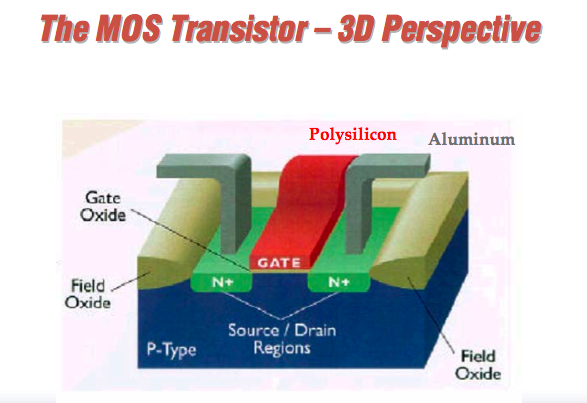 The MOS Transistor – 3D Perspective
Polysilicon
Aluminum
Gate
Oxide
GATE
N+
N+
Field
Oxide
Source / Drain
Regions
P-Type
Field
Oxide